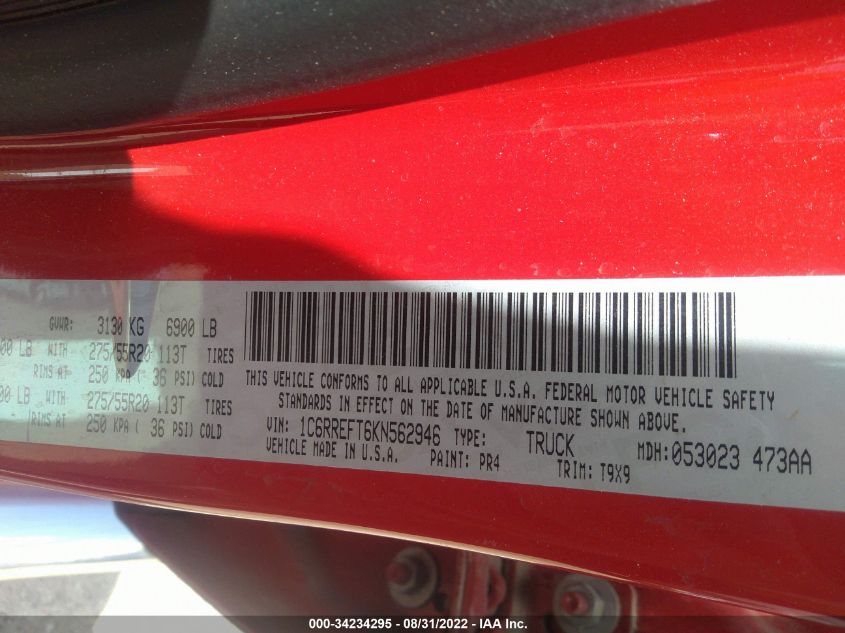 GVWR: 3130 KG 6900 LB
00 LB WITH 275/55R20 113T TIRES
RIMS AT 250 KPA ( 36 PSI) COLD
00 LB WITH 275/55R20 113T TIRES
RIMS AT 250 KPA ( 36 PSI) COLD
THIS VEHICLE CONFORMS TO ALL APPLICABLE U.S.A. FEDERAL MOTOR VEHICLE SAFETY
STANDARDS IN EFFECT ON THE DATE OF MANUFACTURE SHOWN ABOVE.
VIN: 1C6RREFT6KN562946 TYPE: TRUCK MDH:053023 473AA
VEHICLE MADE IN U.S.A. PAINT: PR4 TRIM: T9X9
000-34234295 - 08/31/2022 - IAA Inc.